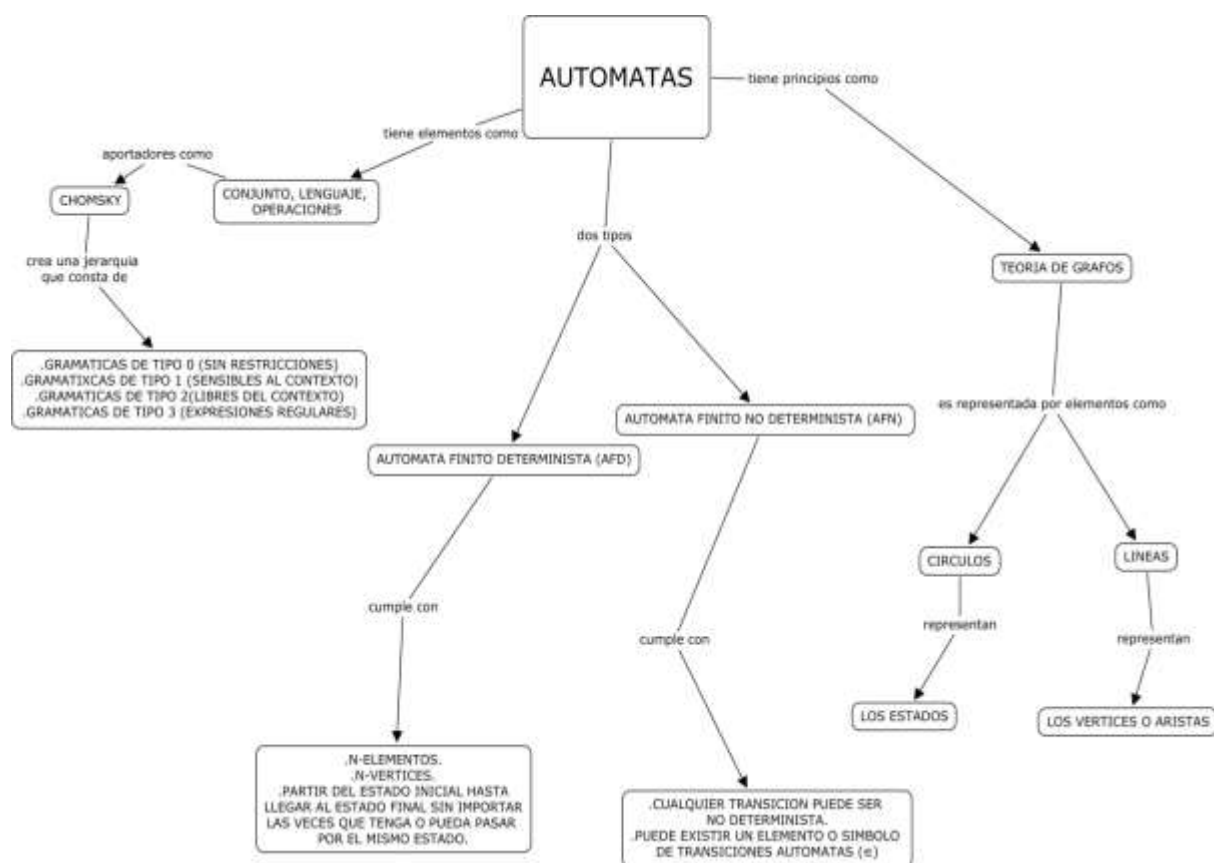 AUTOMATAS
tiene principios como
tiene elementos como
aportadores como
CHOMSKY
CONJUNTO, LENGUAJE,
OPERACIONES
crea una jerarquia
que consta de
.GRAMATICAS DE TIPO 0 (SIN RESTRICCIONES)
.GRAMATIXCAS DE TIPO 1 (SENSIBLES AL CONTEXTO)
.GRAMATICAS DE TIPO 2(LIBRES DEL CONTEXTO)
.GRAMATICAS DE TIPO 3 (EXPRESIONES REGULARES)
dos tipos
AUTOMATA FINITO DETERMINISTA (AFD)
cumple con
.N-ELEMENTOS.
.N-VERTICES.
.PARTIR DEL ESTADO INICIAL HASTA
LLEGAR AL ESTADO FINAL SIN IMPORTAR
LAS VECES QUE TENGA O PUEDA PASAR
POR EL MISMO ESTADO.
AUTOMATA FINITO NO DETERMINISTA (AFN)
cumple con
.CUALQUIER TRANSICION PUEDE SER
NO DETERMINISTA.
.PUEDE EXISTIR UN ELEMENTO O SIMBOLO
DE TRANSICIONES AUTOMATAS (∈)
TEORIA DE GRAFOS
es representada por elementos como
CIRCULOS
representan
LOS ESTADOS
LINEAS
representan
LOS VERTICES O ARISTAS